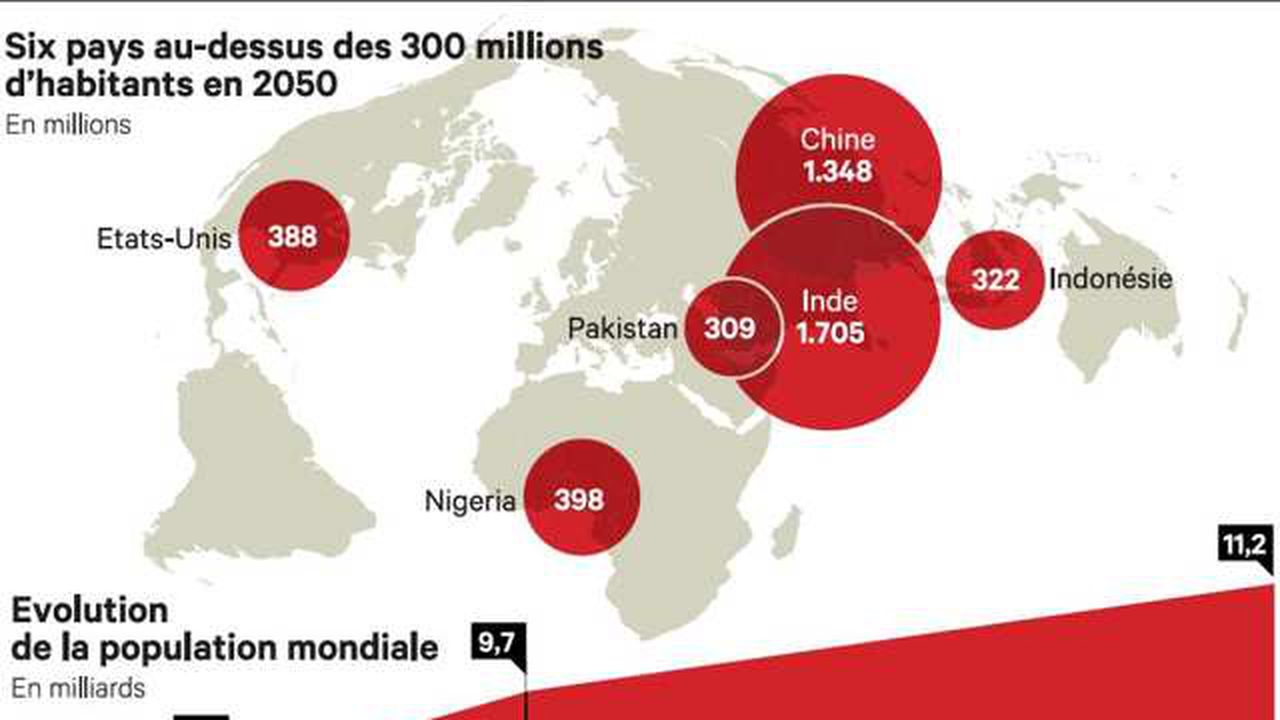 Six pays au-dessus des 300 millions
d'habitants en 2050
En millions
Chine
1.348
Etats-Unis
388
Inde
1.705
Pakistan
309
322
Indonésie
Nigeria
398
11,2
Evolution
de la population mondiale
En milliards
9,7